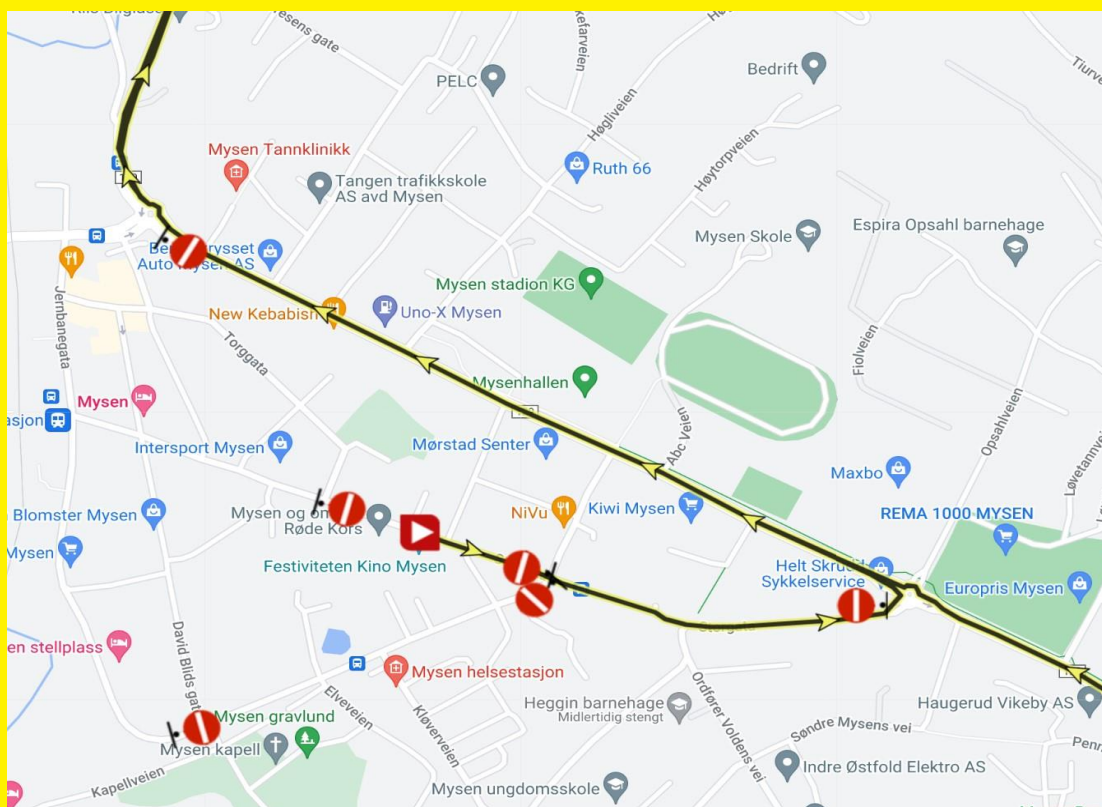 PELC
Bedrift
Høgliveien
Høytorpveien
Mysen Tannklinikk
Ruth 66
Tangen trafikkskole
AS avd Mysen
Mysen Skole
Espira Opsahl barnehage
Auto Mysen AS
Mysen stadion KG
New Kebabish
Uno-X Mysen
Jernbanegata
Torggata
Fiolveien
Mysenhallen
Mysen
Intersport Mysen
Mørstad Senter
Abc Veien
Opsahlveien
Maxbo
Blomster Mysen
Mysen og
Røde Kors
NiVu
Kiwi Mysen
REMA 1000 MYSEN
Mysen
Festiviteten Kino Mysen
Helt
Sykkelservice
Europris Mysen
en stellplass
David Blids gate
Mysen helsestasjon
Elveveien
Kløverveien
Heggin barnehage
Midlertidig stengt
Ordfører Voldens vei
Haugerud Vikeby AS
Søndre Mysens vei
Mysen gravlund
Mysen kapell
Kapellveien
Indre Østfold Elektro AS
Mysen ungdomsskole